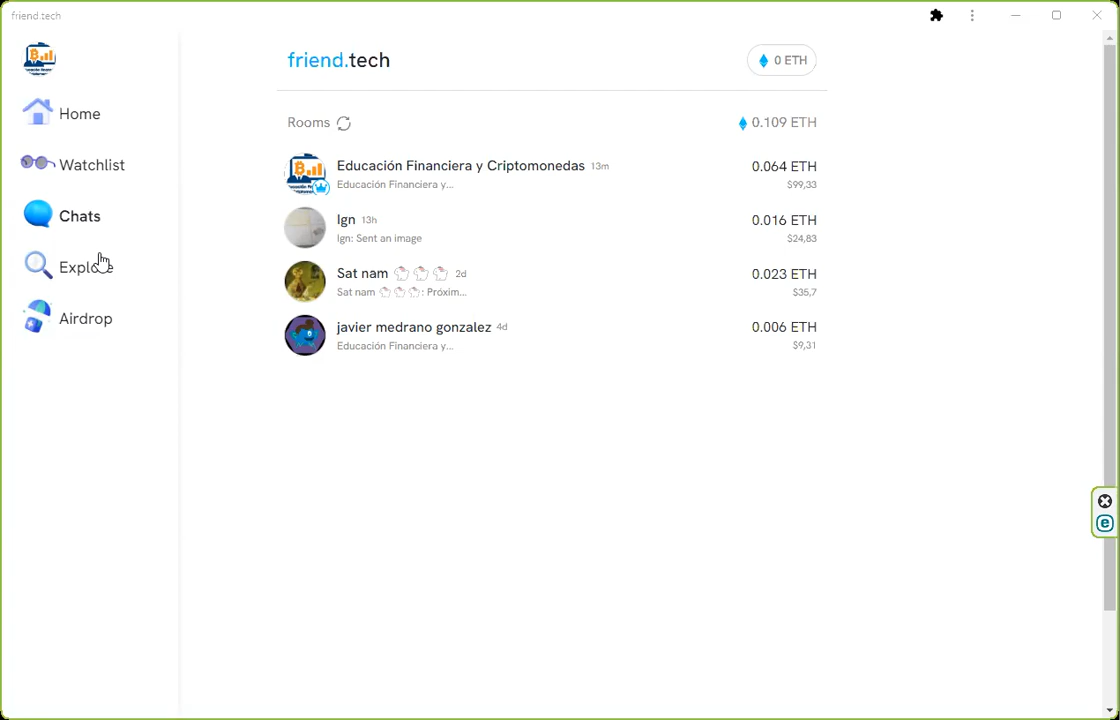 friend.tech
Home
Watchlist
Chats
Explore
Airdrop
friend.tech
0 ETH
Rooms
0.109 ETH
Educación Financiera y Criptomonedas 13m
Educación Financiera y...
0.064 ETH
$99,33
Ign 13h
Ign: Sent an image
0.016 ETH
$24,83
Sat nam 2d
Sat nam : Próxim...
0.023 ETH
$35,7
javier medrano gonzalez 4d
Educación Financiera y...
0.006 ETH
$9,31